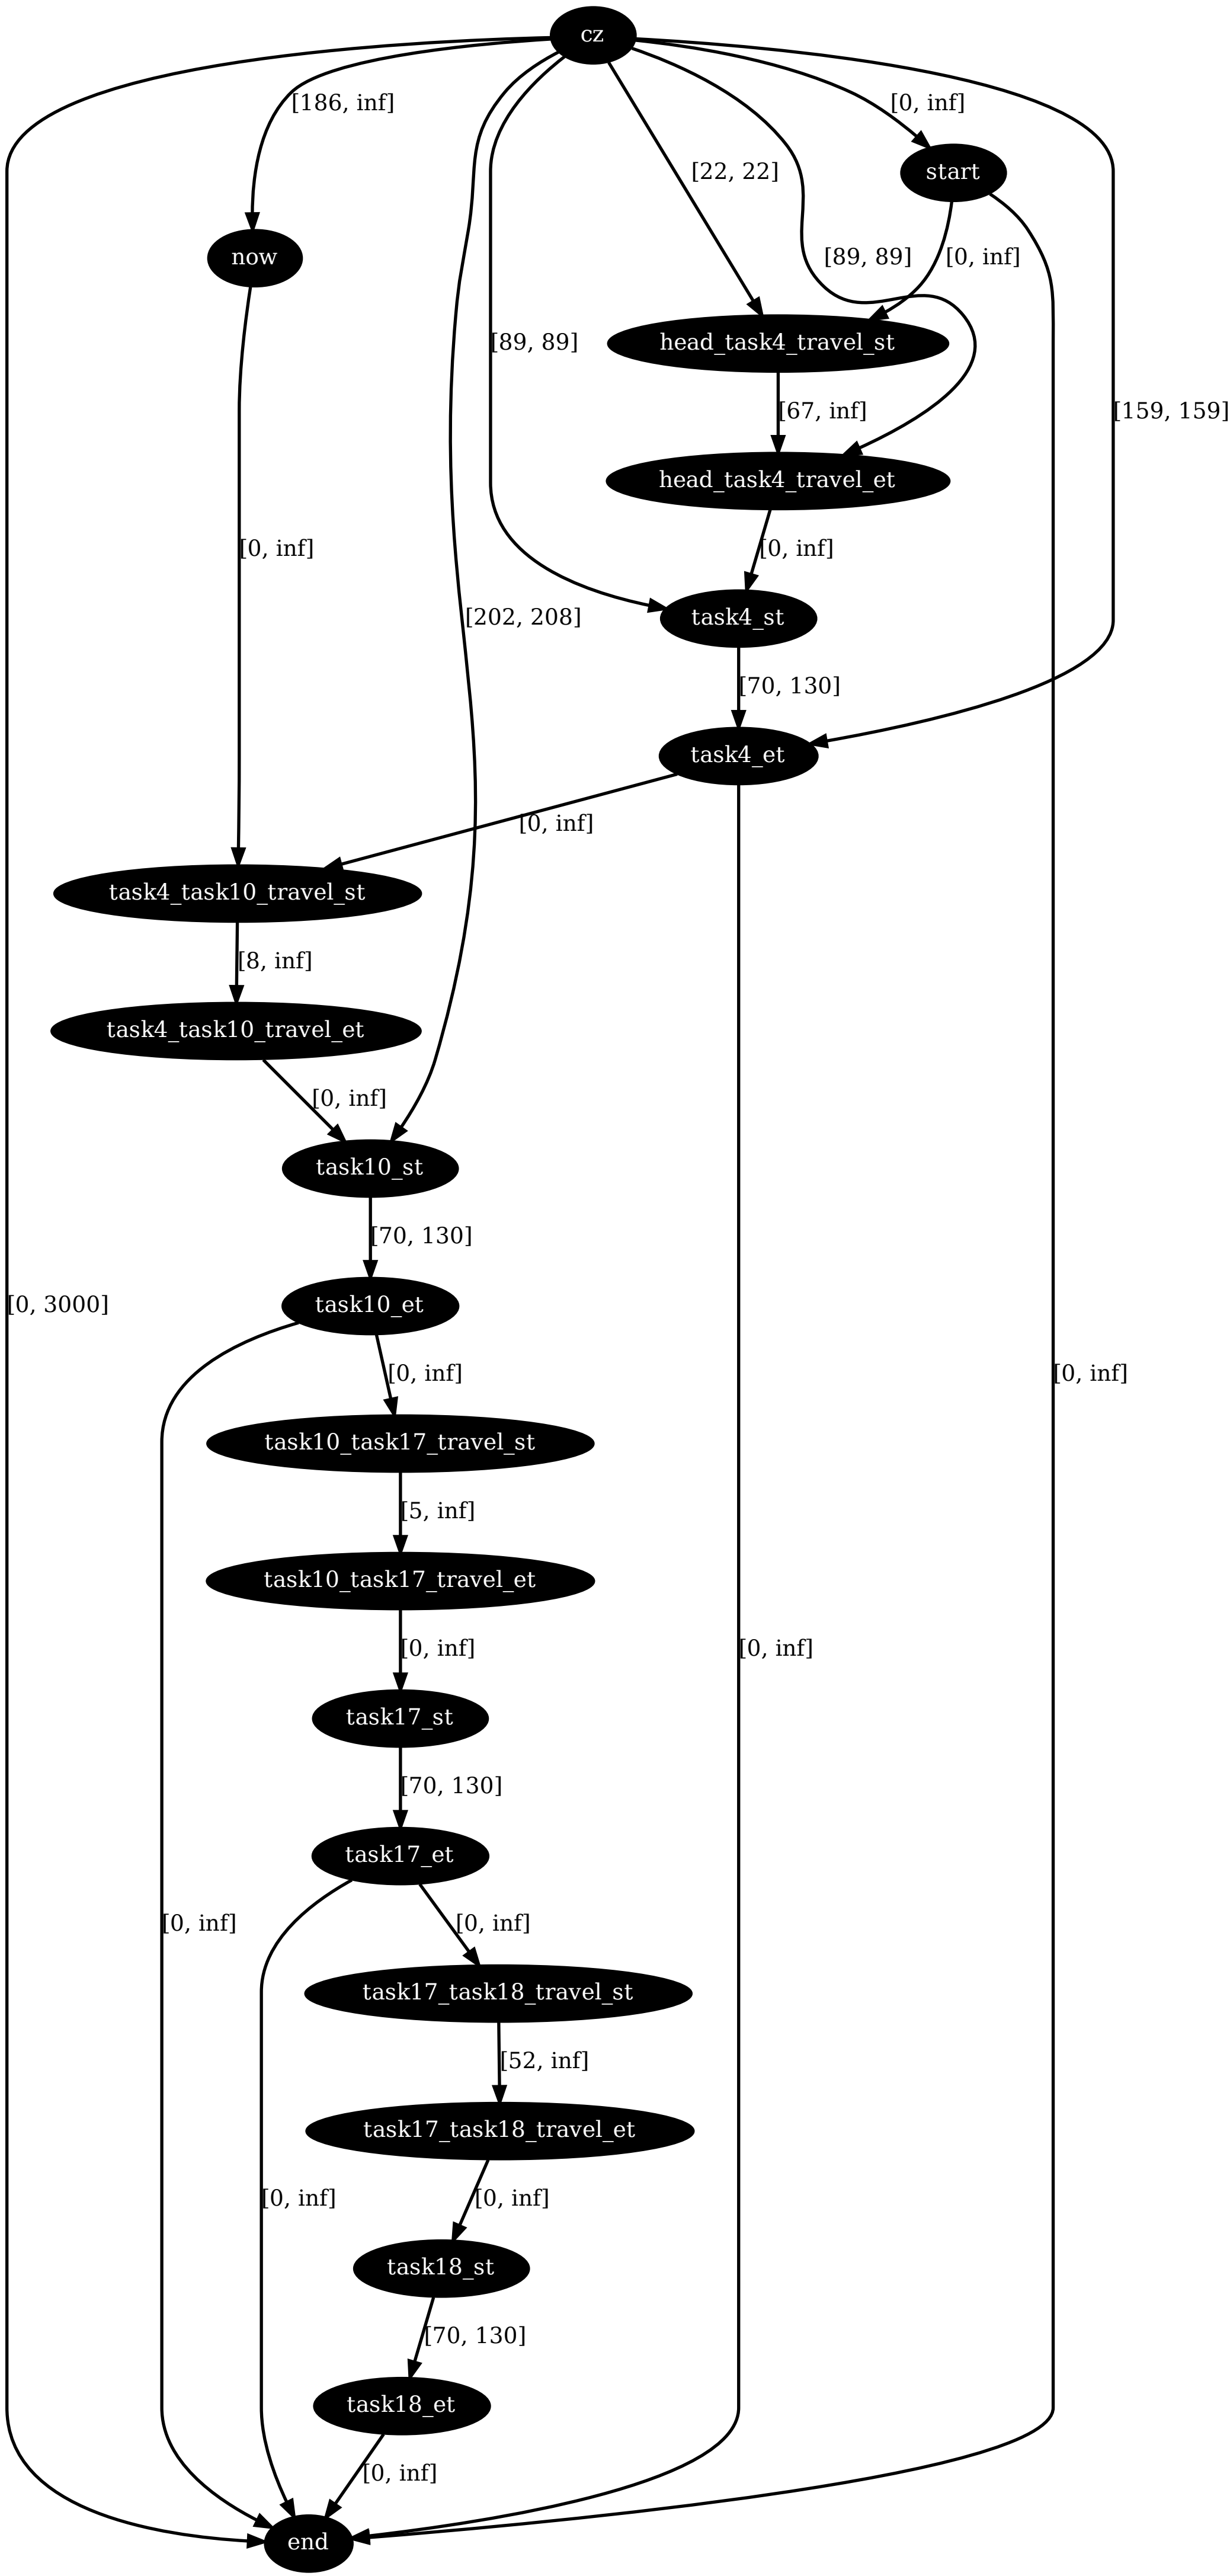 cz
[186, inf]
[0, inf]
start
[22, 22]
now
[89, 89]
[0, inf]
head_task4_travel_st
[89, 89]
[67, inf]
[159, 159]
head_task4_travel_et
[0, inf]
[0, inf]
task4_st
[202, 208]
[70, 130]
task4_et
[0, inf]
task4_task10_travel_st
[8, inf]
task4_task10_travel_et
[0, inf]
task10_st
[70, 130]
[0, 3000]
task10_et
[0, inf]
[0, inf]
task10_task17_travel_st
[5, inf]
task10_task17_travel_et
[0, inf]
[0, inf]
task17_st
[70, 130]
task17_et
[0, inf]
[0, inf]
task17_task18_travel_st
[52, inf]
task17_task18_travel_et
[0, inf]
[0, inf]
task18_st
[70, 130]
task18_et
[0, inf]
end